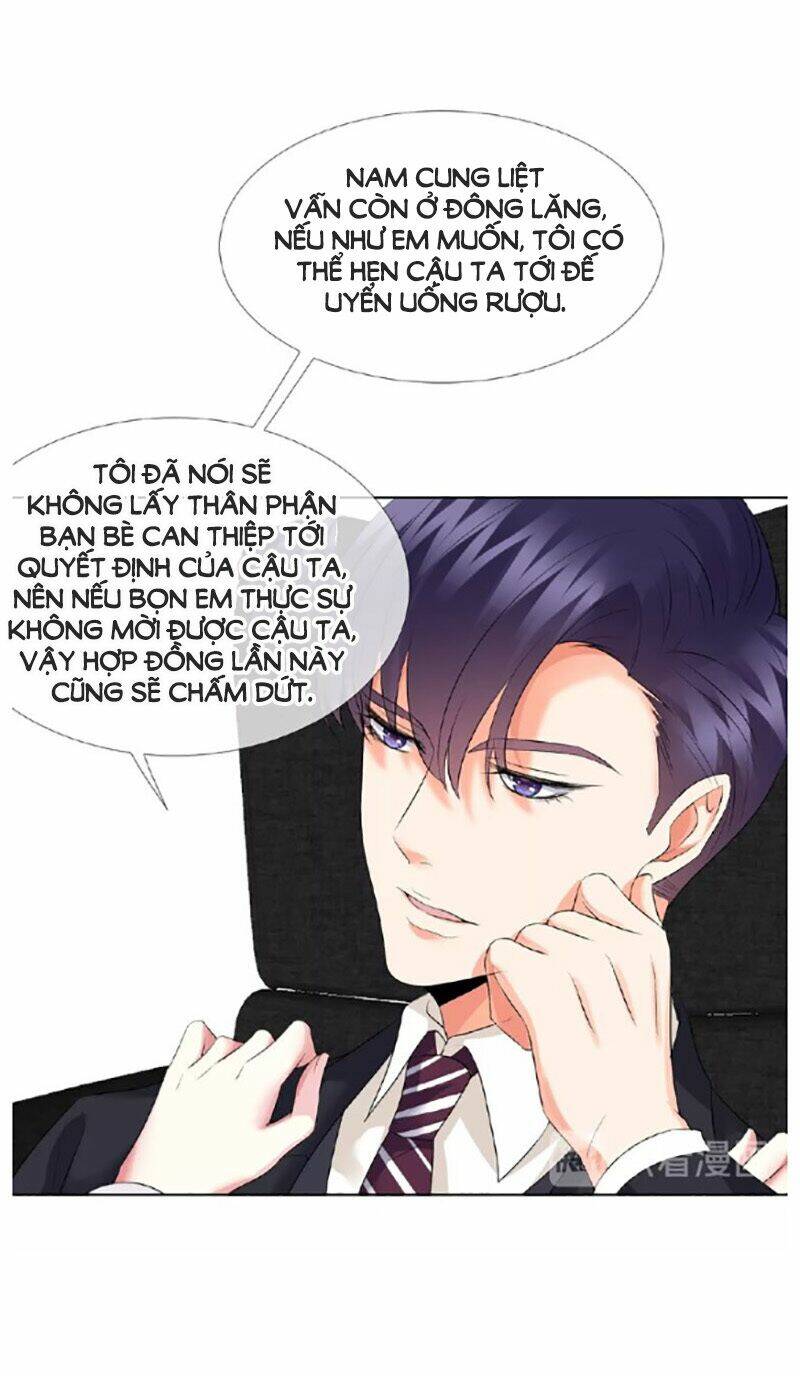 NAM CUNG LIỆT
VẪN CÒN Ở ĐÔNG LĂNG,
NẾU NHƯ EM MUỐN, TÔI CÓ
THỂ HẸN CẬU TA TỚI ĐẾ
UYỂN UỐNG RƯỢU.
TÔI ĐÃ NÓI SẼ
KHÔNG LẤY THÂN PHẬN
BẠN BÈ CAN THIỆP TỚI
QUYẾT ĐỊNH CỦA CẬU TA,
NÊN NẾU BỌN EM THỰC SỰ
KHÔNG MỜI ĐƯỢC CẬU TA,
VẬY HỢP ĐỒNG LẦN NÀY
CŨNG SẼ CHẤM DỨT.
看漫画